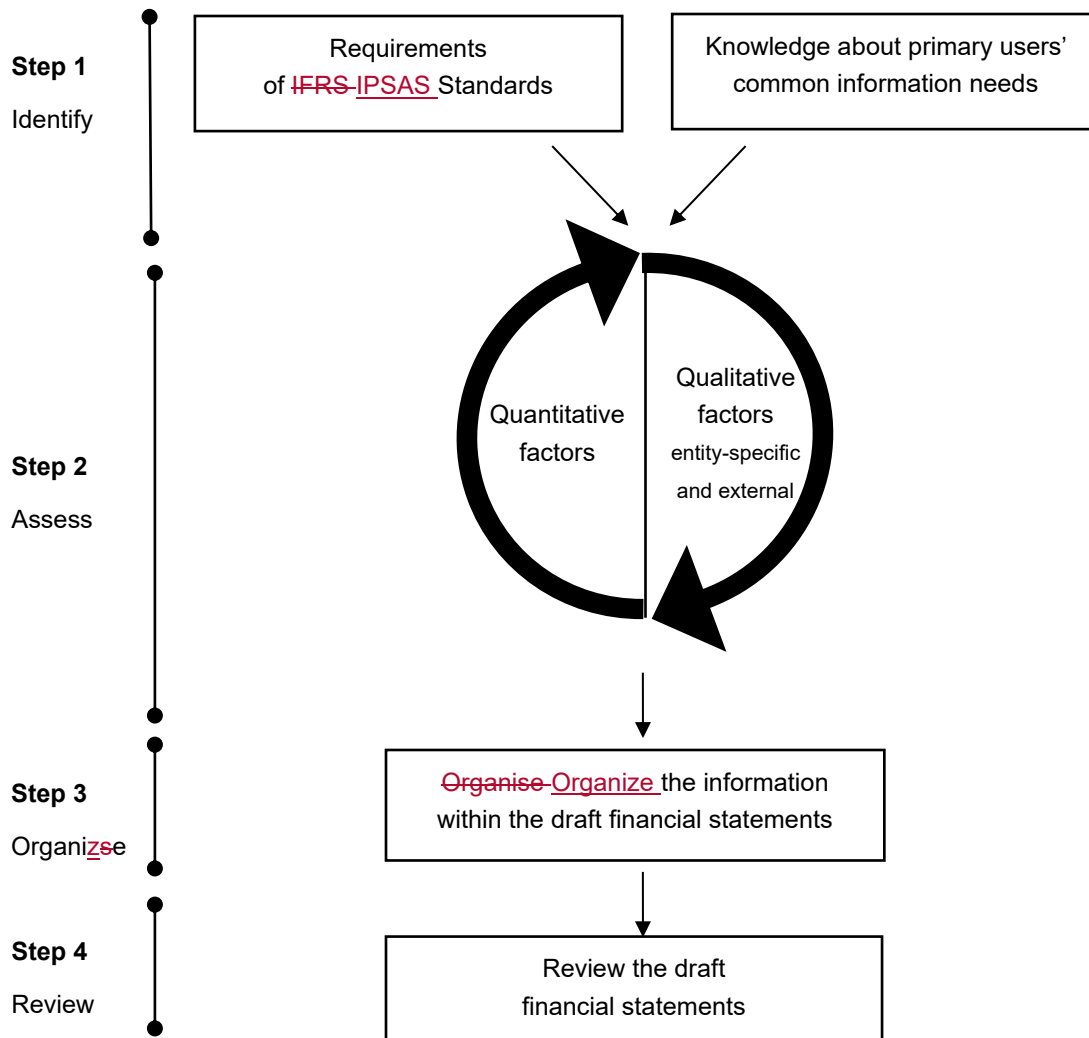 Step 1
Identify
Requirements
of IFRS IPSAS Standards
Knowledge about primary users’
common information needs
Step 2
Assess
Quantitative
factors
Qualitative
factors
entity-specific
and external
Step 3
Organizse
Organise Organize the information
within the draft financial statements
Step 4
Review
Review the draft
financial statements